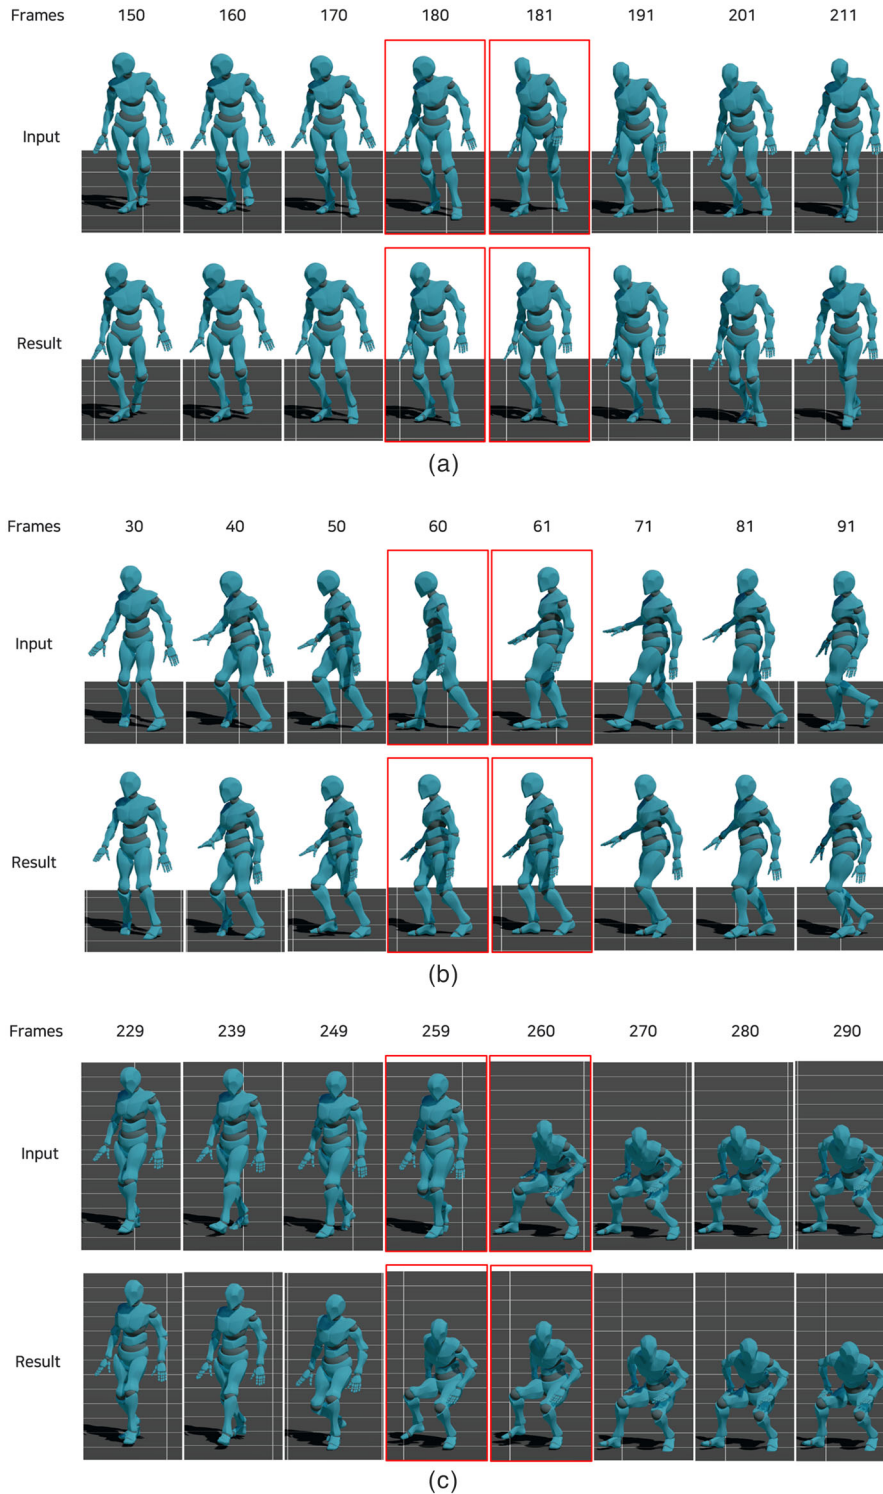 Frames 150 160 170 180 181 191 201 211
Input
Result
(a)
Frames 30 40 50 60 61 71 81 91
Input
Result
(b)
Frames 229 239 249 259 260 270 280 290
Input
Result
(c)